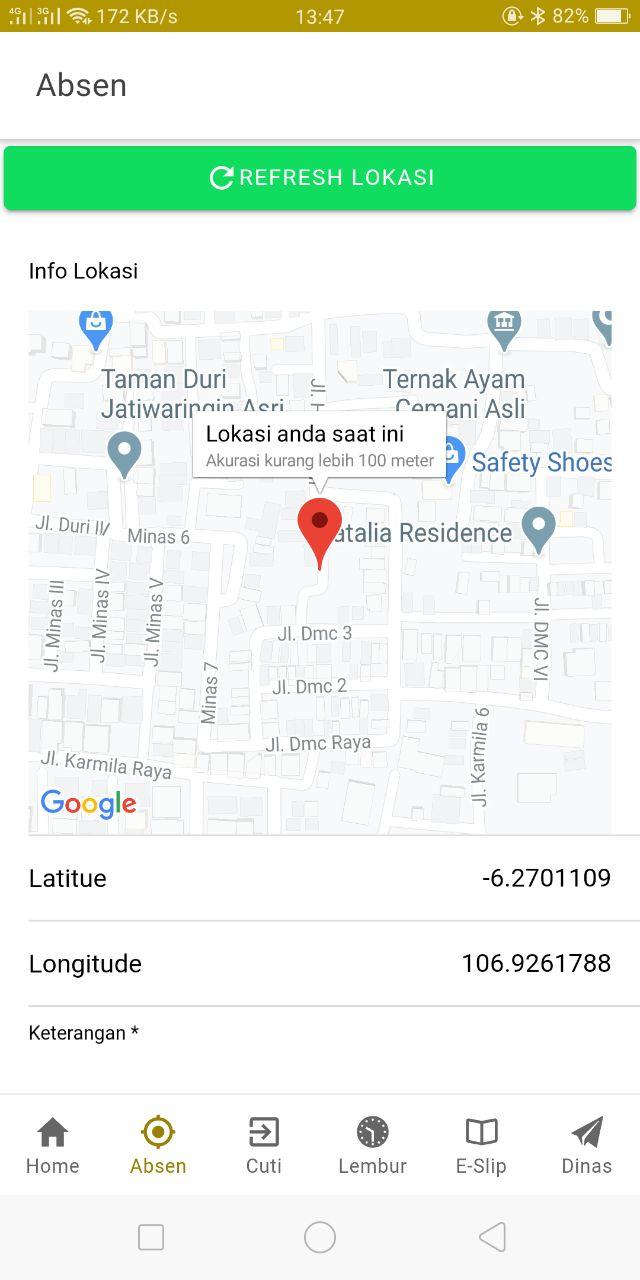 4G 3G 172 KB/s 13:47 82%
Absen
REFRESH LOKASI
Info Lokasi
Taman Duri
Jatiwaringin Asri
Ternak Ayam
Cemani Asli
Lokasi anda saat ini
Akurasi kurang lebih 100 meter
Safety Shoes
Jl. Duri II
Minas 6
atalia Residence
Jl. Minas III
Jl. Minas IV
Jl. Minas V
Minas 7
Jl. Dmc 3
Jl. DMC VI
Jl. Dmc 2
Jl. Dmc Raya
Jl. Karmila 6
Jl. Karmila Raya
Google
Latitue -6.2701109
Longitude 106.9261788
Keterangan *
Home Absen Cuti Lembur E-Slip Dinas